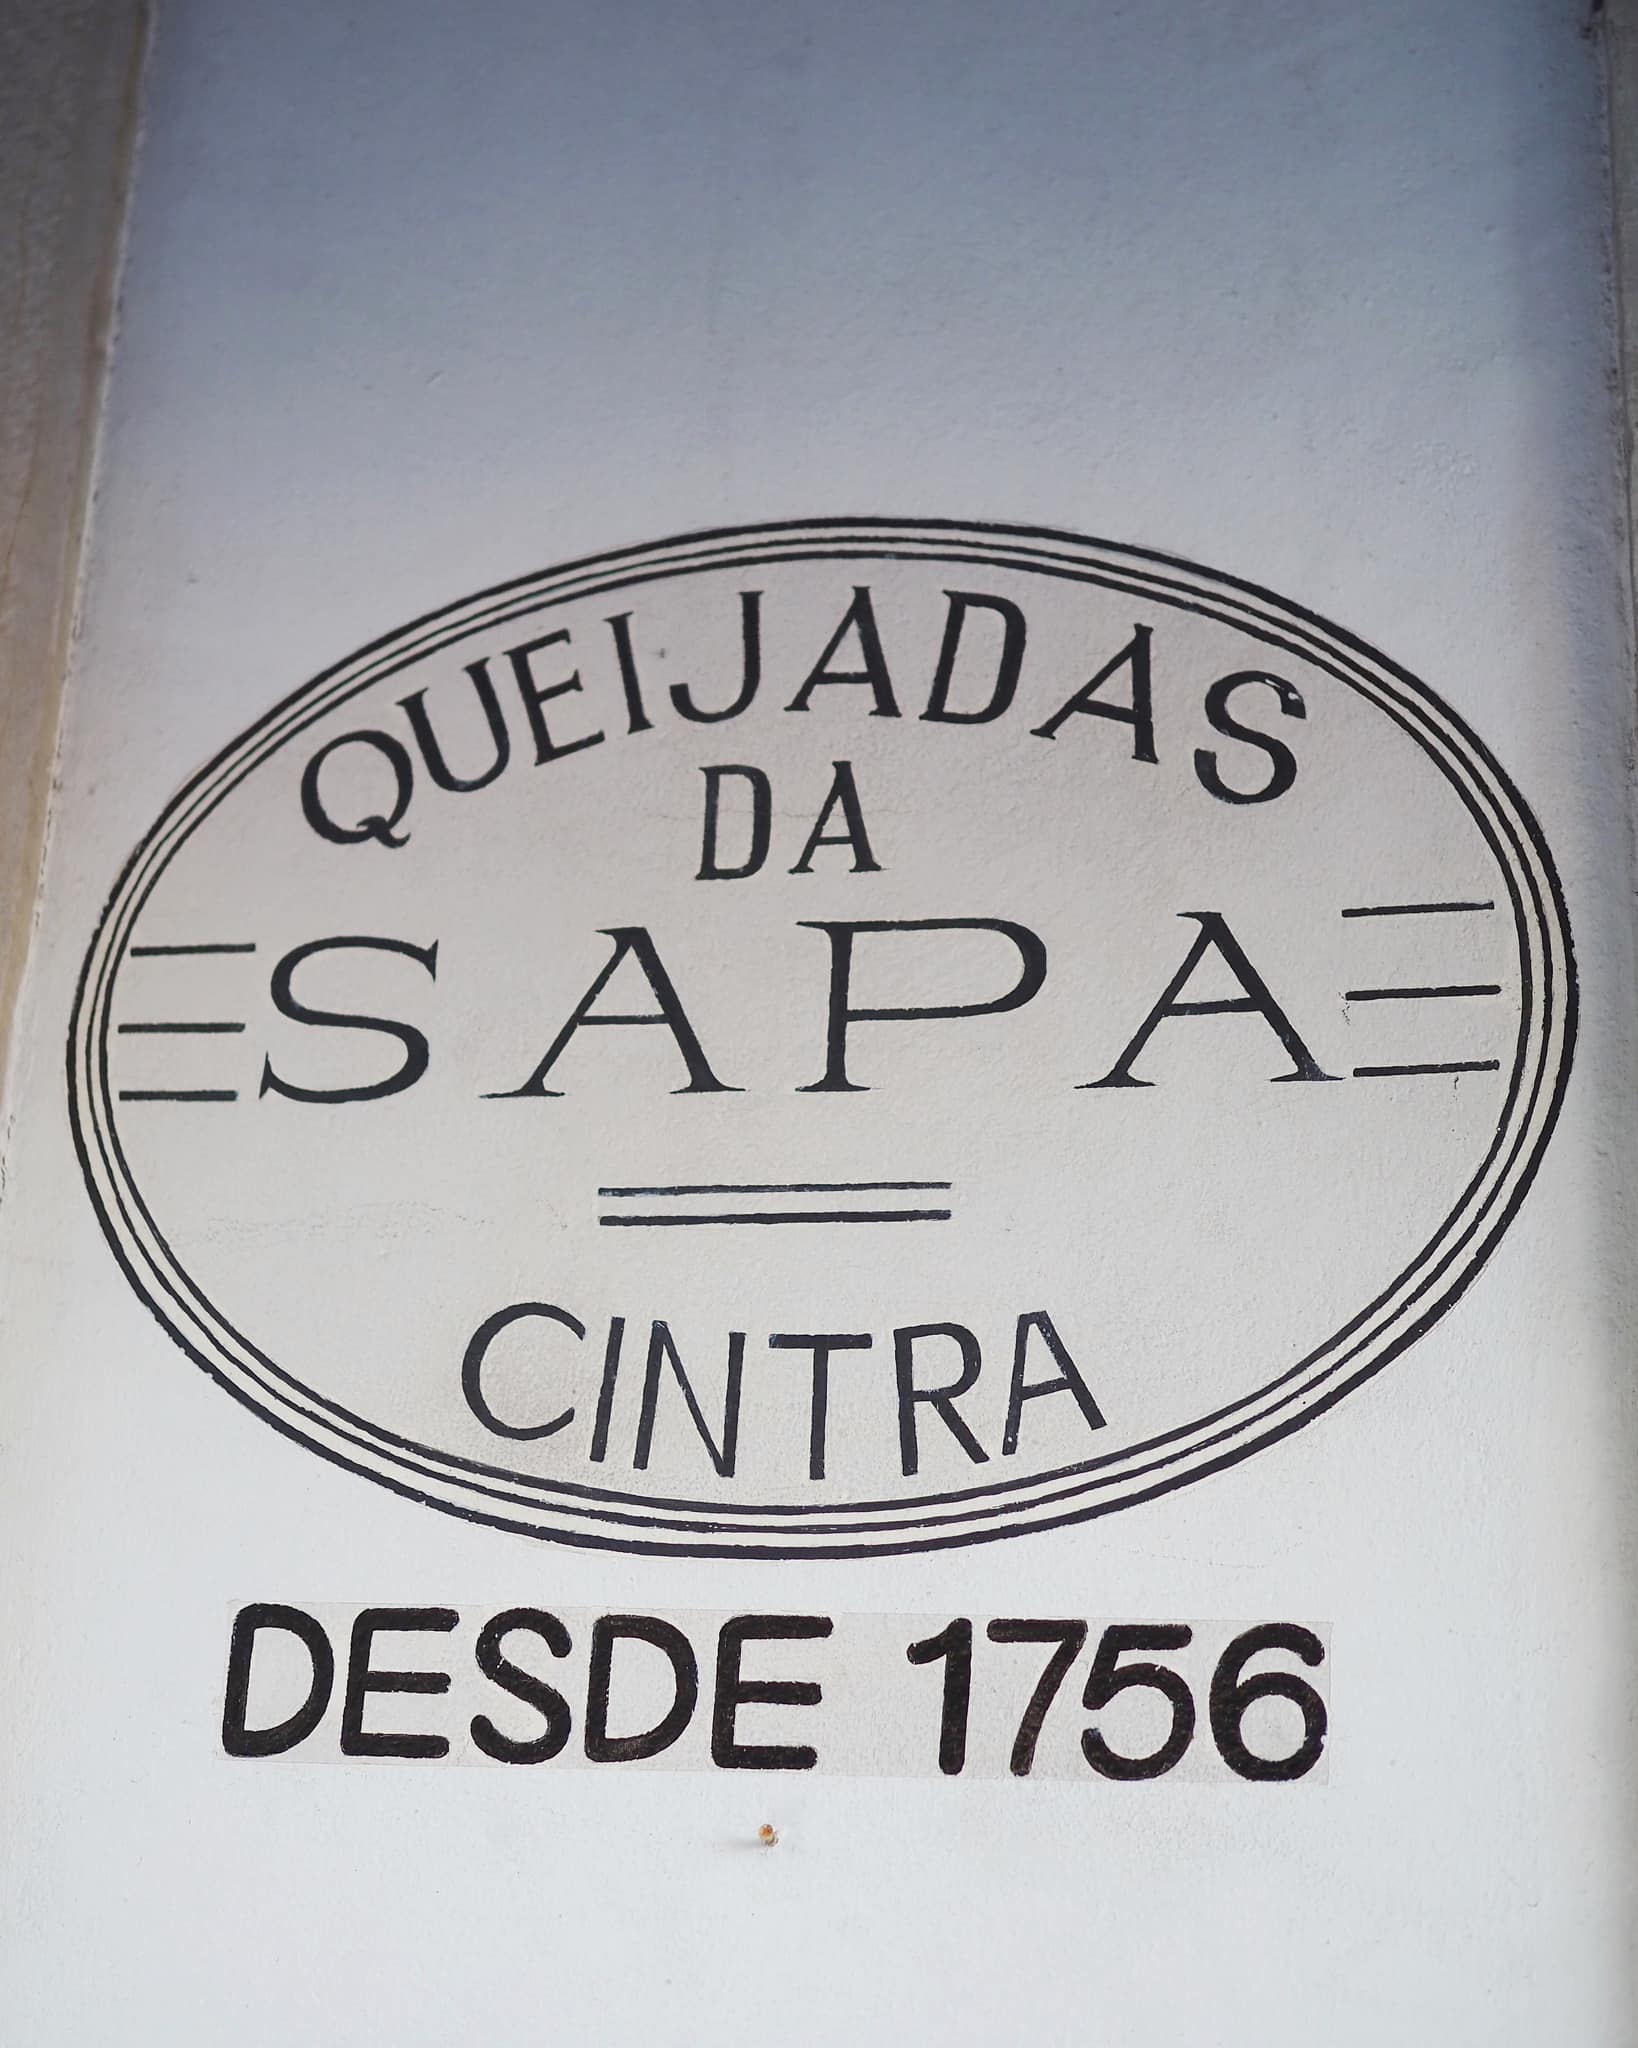 QUEIJADAS
DA
SAPA
CINTRA
DESDE 1756